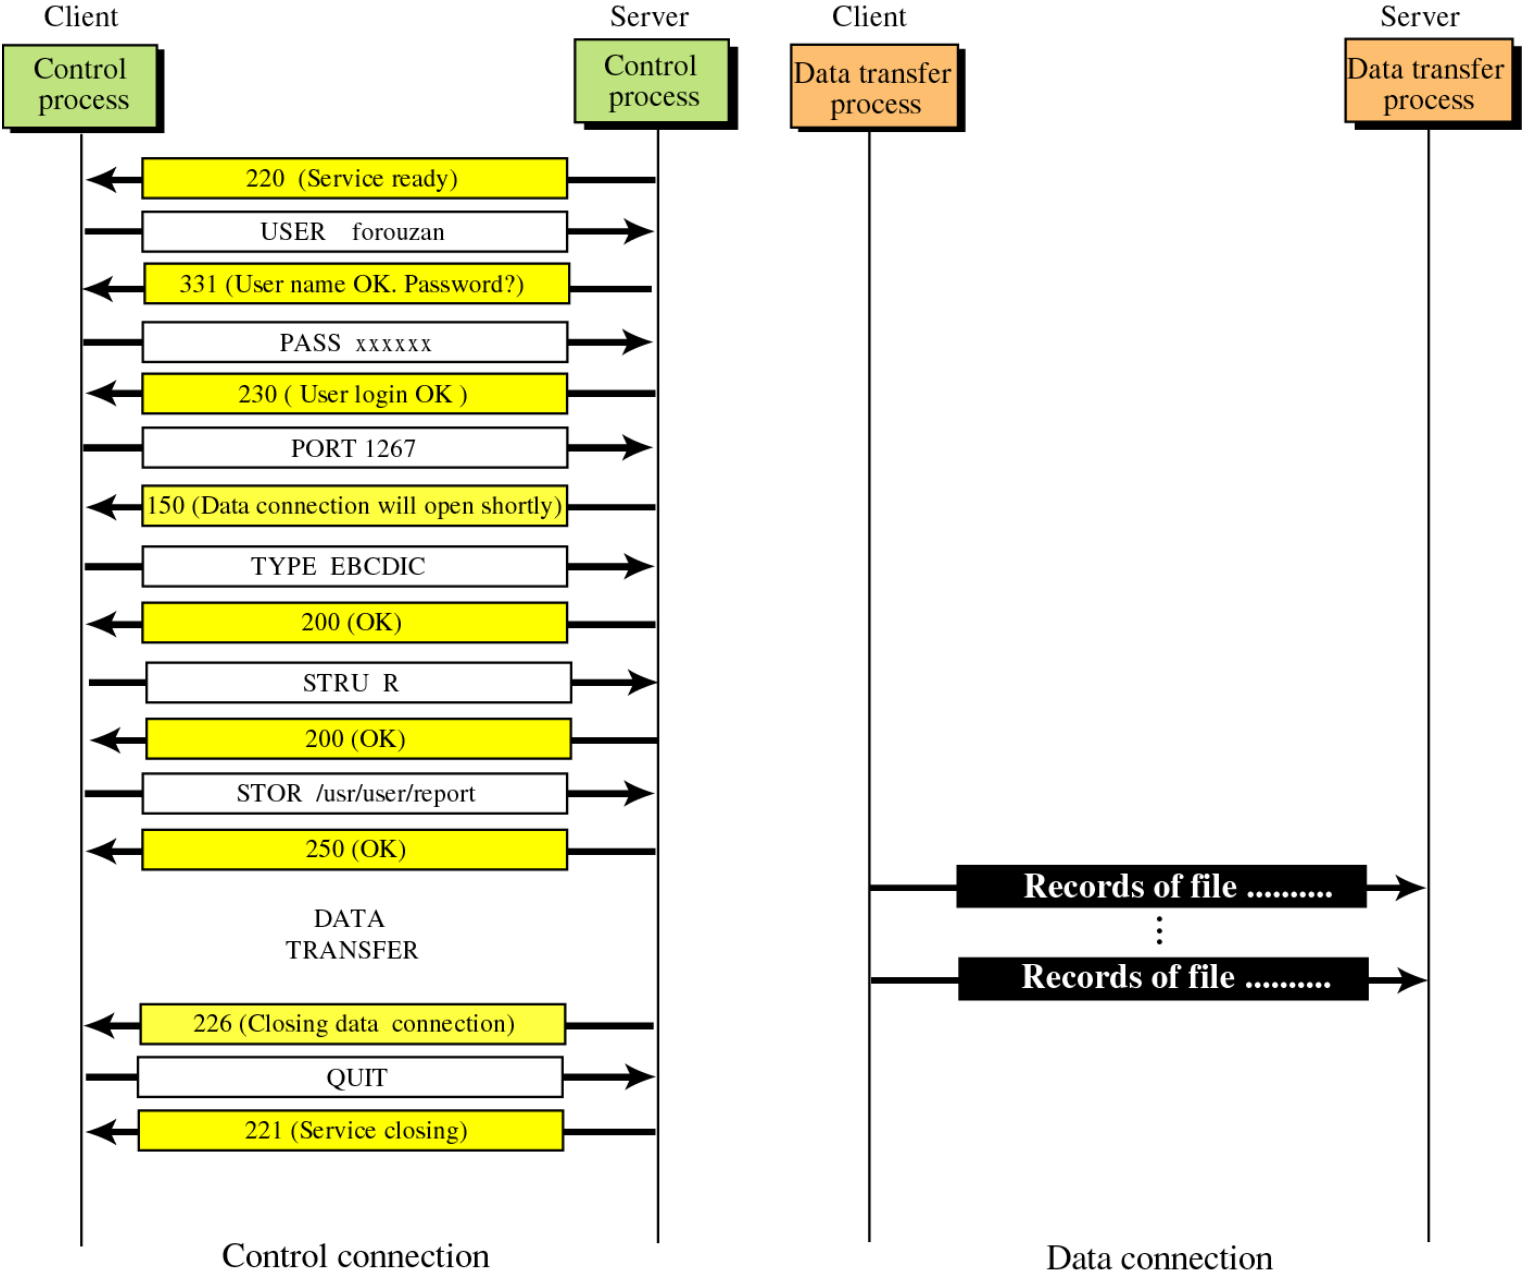 Client
Server
Control
process
Control
process
220 (Service ready)
USER forouzan
331 (User name OK. Password?)
PASS xxxxxx
230 ( User login OK )
PORT 1267
150 (Data connection will open shortly)
TYPE EBCDIC
200 (OK)
STRU R
200 (OK)
STOR /usr/user/report
250 (OK)
DATA
TRANSFER
226 (Closing data connection)
QUIT
221 (Service closing)
Control connection
Client
Server
Data transfer
process
Data transfer
process
Records of file ..........
Records of file ..........
Data connection